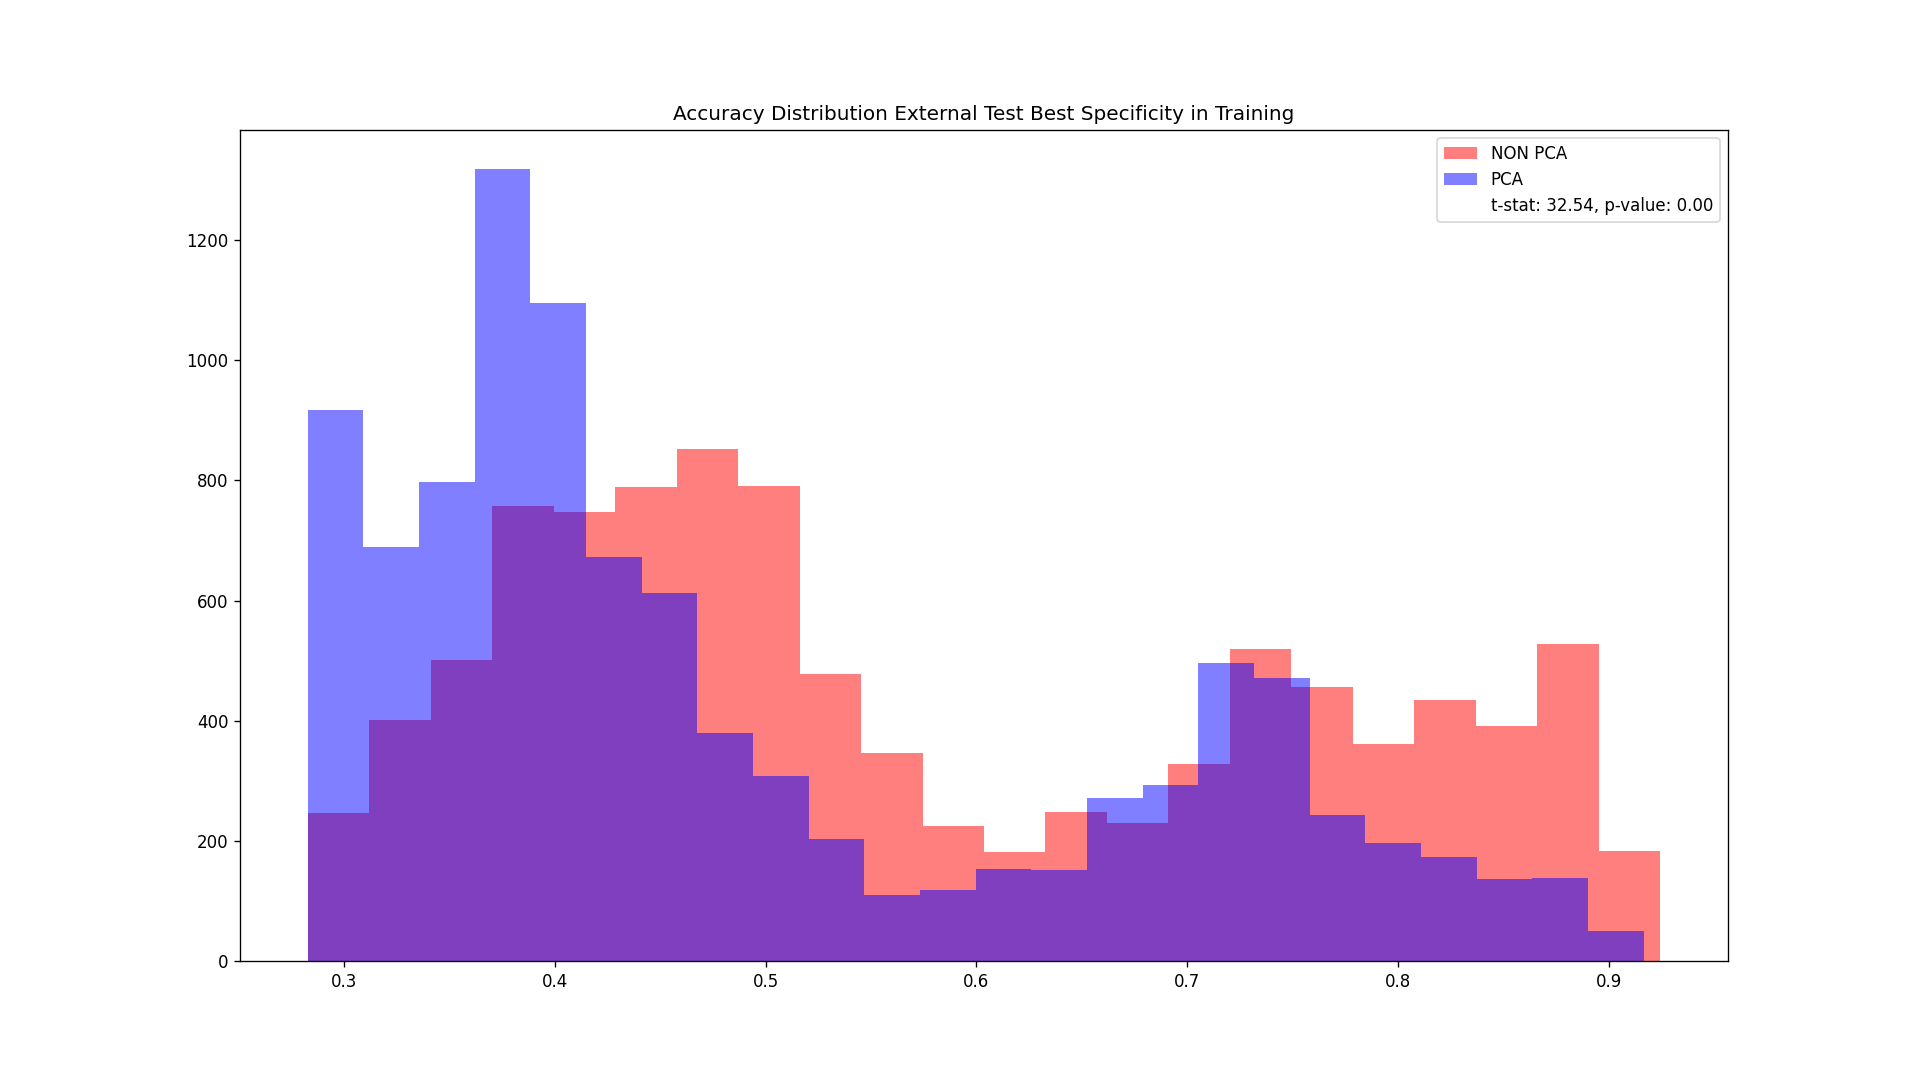 Accuracy Distribution External Test Best Specificity in Training
NON PCA
PCA
t-stat: 32.54, p-value: 0.00
1200
1000
800
600
400
200
0
0.3 0.4 0.5 0.6 0.7 0.8 0.9